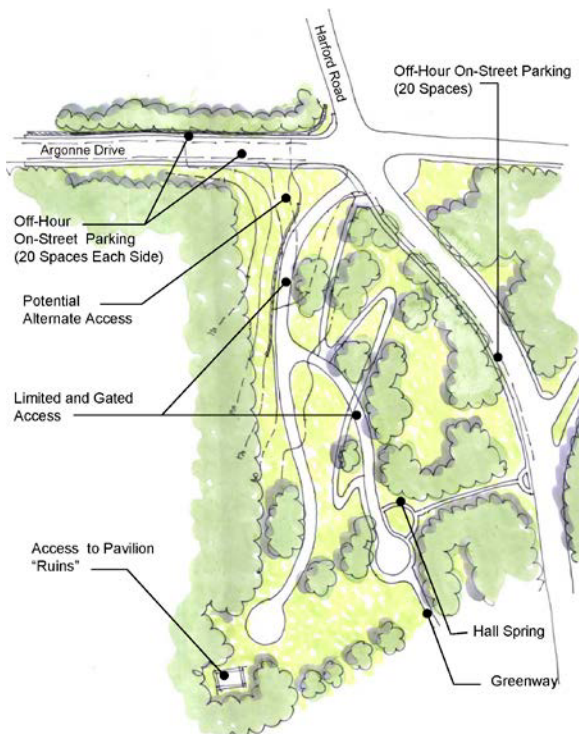 Harford Road
Off-Hour On-Street Parking
(20 Spaces)
Argonne Drive
Off-Hour
On-Street Parking
(20 Spaces Each Side)
Potential
Alternate Access
Limited and Gated
Access
Access to Pavilion
"Ruins"
Hall Spring
Greenway